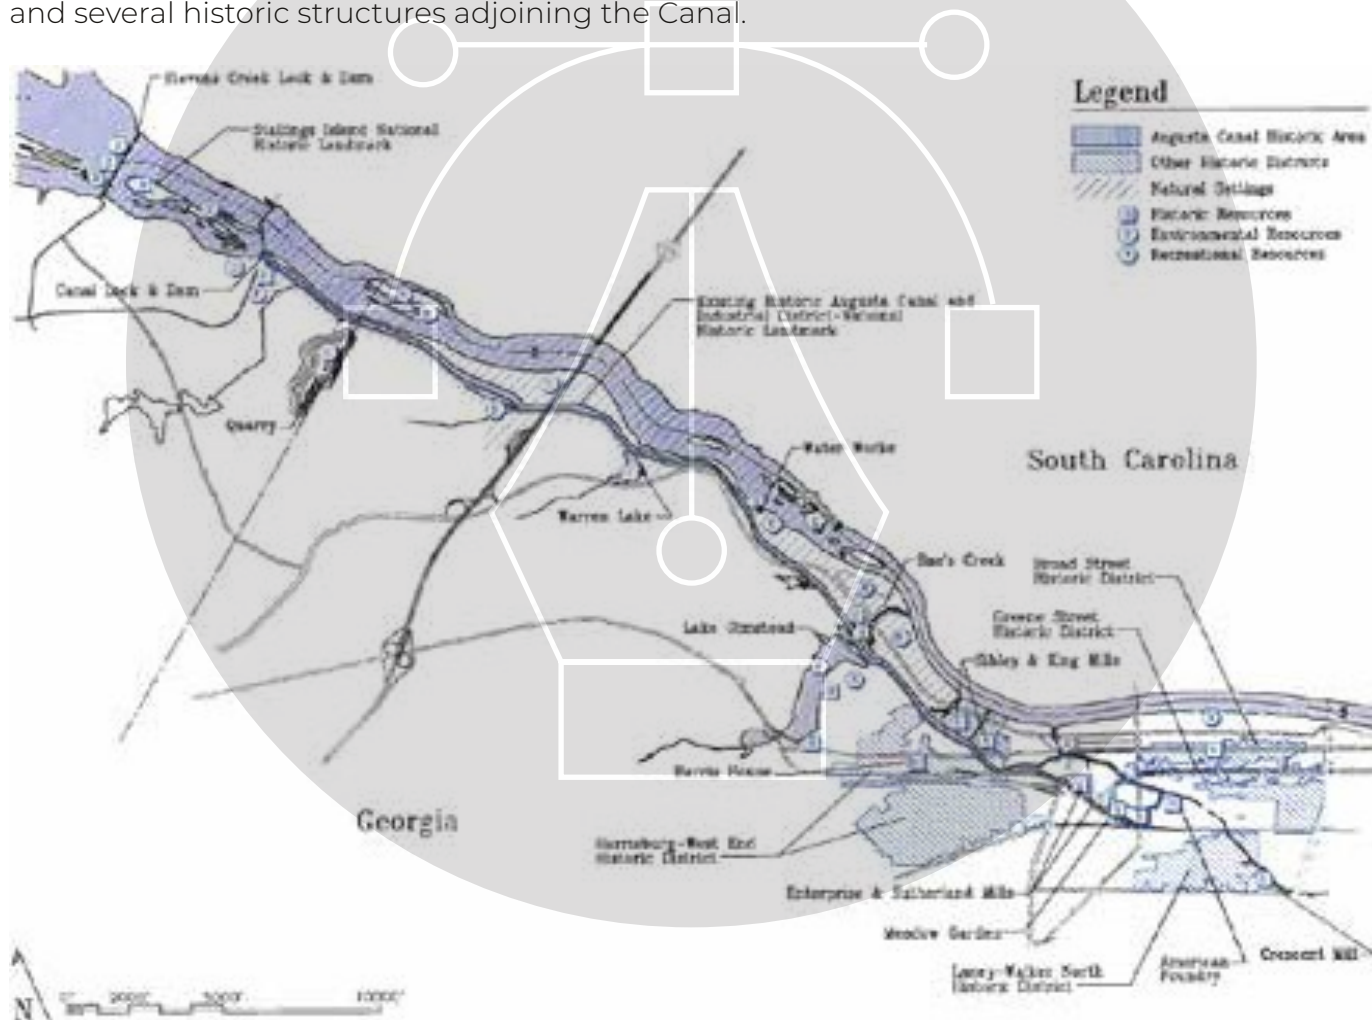 and several historic structures adjoining the Canal.
Stevens Creek Lock & Dam
Stallings Island National
Historic Landmark
Legend
Augusta Canal Historic Area
Other Historic Districts
Natural Settings
Historic Resources
Environmental Resources
Recreational Resources
Canal Lock & Dam
Existing Historic Augusta Canal and
Industrial District-National
Historic Landmark
Quarry
Water Works
South Carolina
Warren Lake
Rae's Creek
Broad Street
Historic District
Greene Street
Historic District
Lake Olmstead
Sibley & King Mills
Harris House
Georgia
Harrisburg-West End
Historic District
Enterprise & Sutherland Mills
Meadow Garden
Laney-Walker North
Historic District
American
Foundry
Crescent Mill
N
0'
5000'
10000'